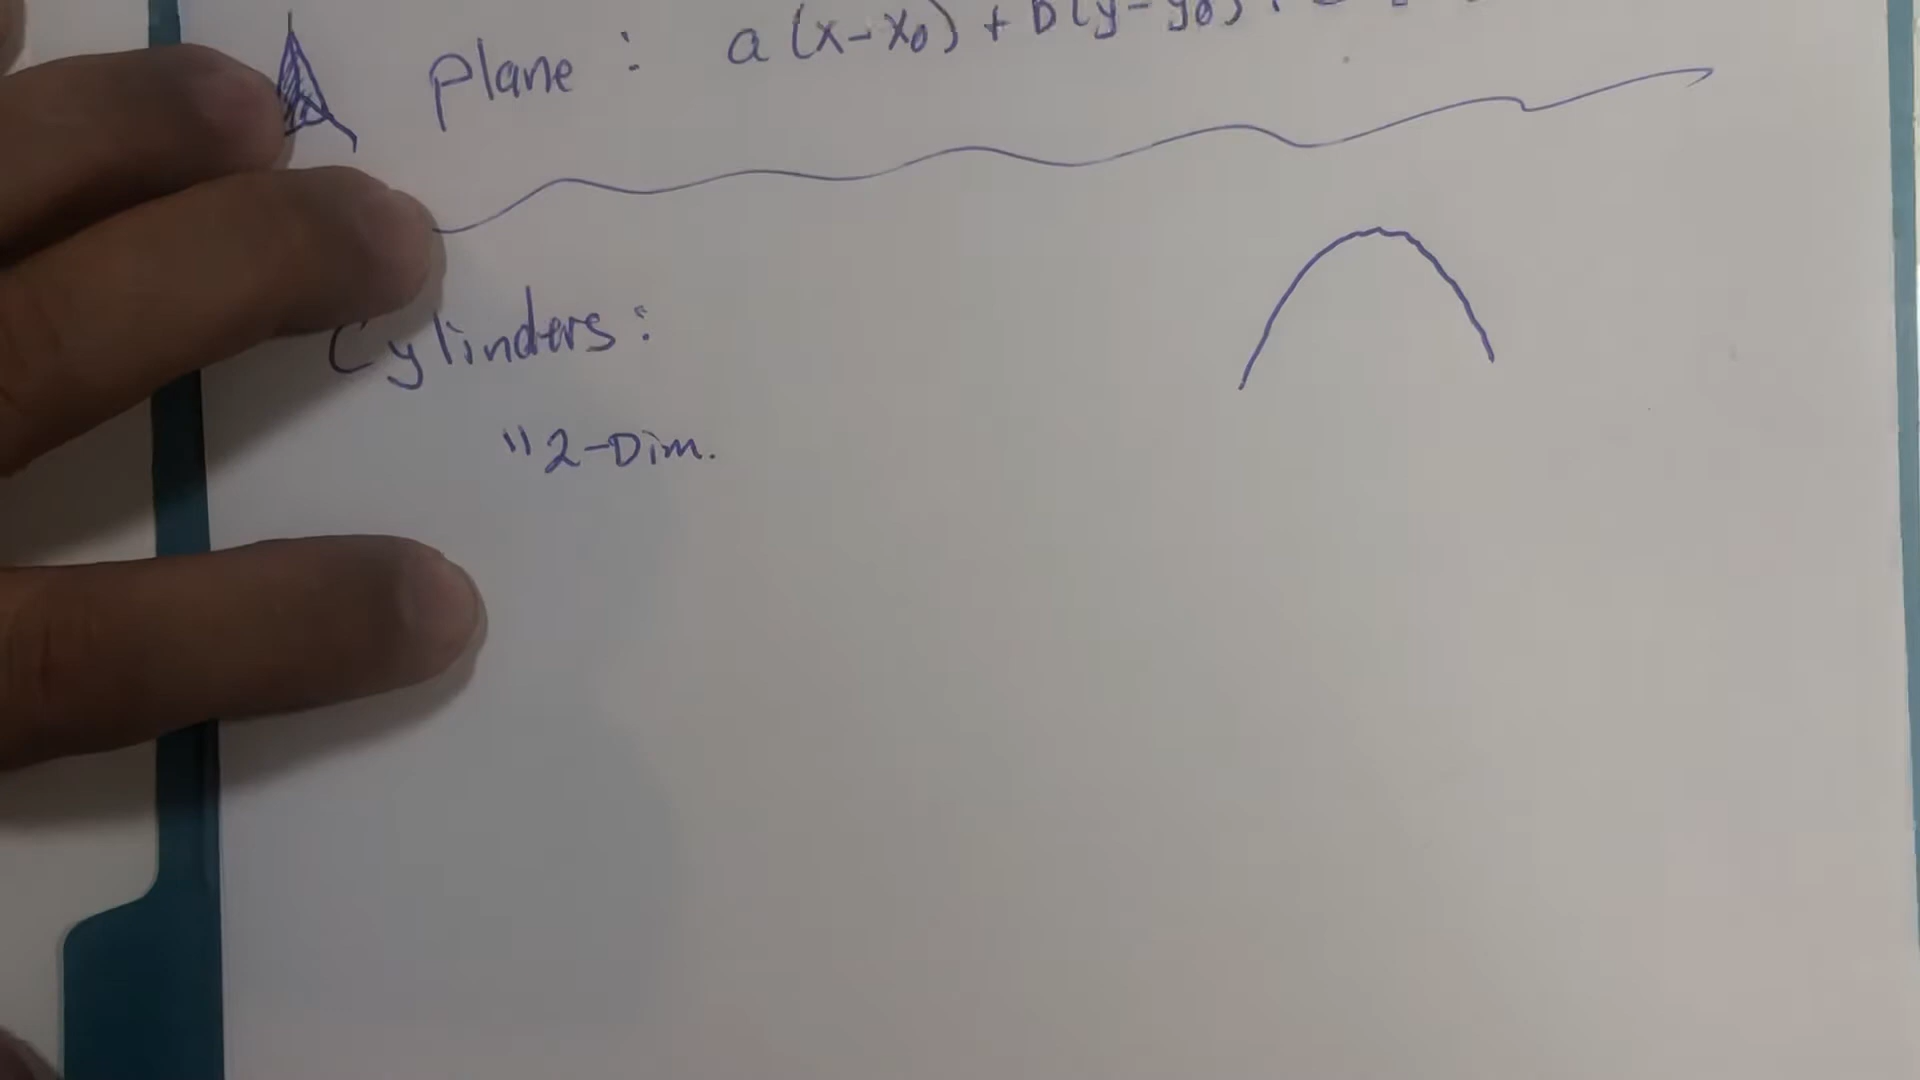 plane : a (x-x₀) + b(y-y₀)
Cylinders :
"2-Dim.